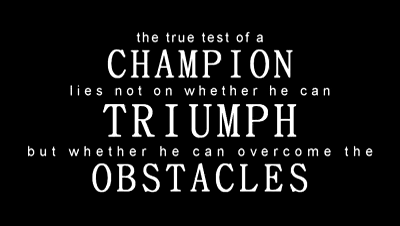 the true test of a
CHAMPION
lies not on whether he can
TRIUMPH
but whether he can overcome the
OBSTACLES